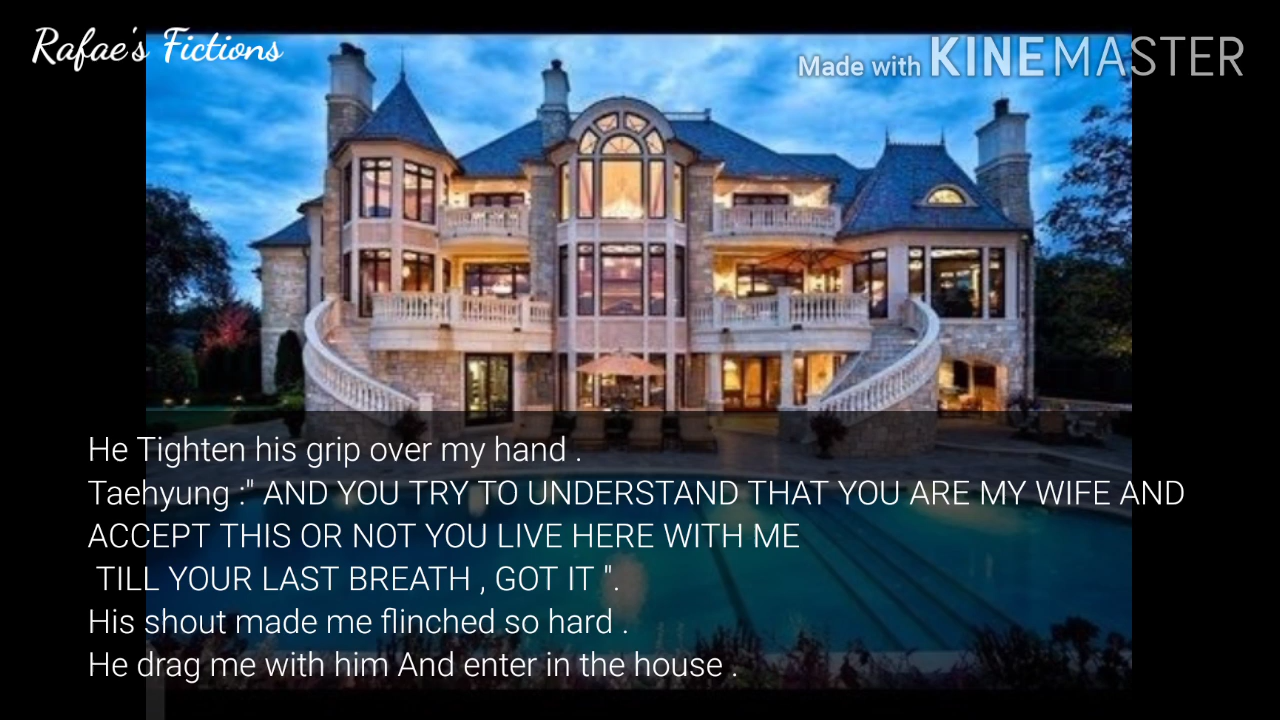 Rafae's Fictions
Made with KINEMASTER
He Tighten his grip over my hand .
Taehyung :" AND YOU TRY TO UNDERSTAND THAT YOU ARE MY WIFE AND
ACCEPT THIS OR NOT YOU LIVE HERE WITH ME
TILL YOUR LAST BREATH , GOT IT ".
His shout made me flinched so hard .
He drag me with him And enter in the house .